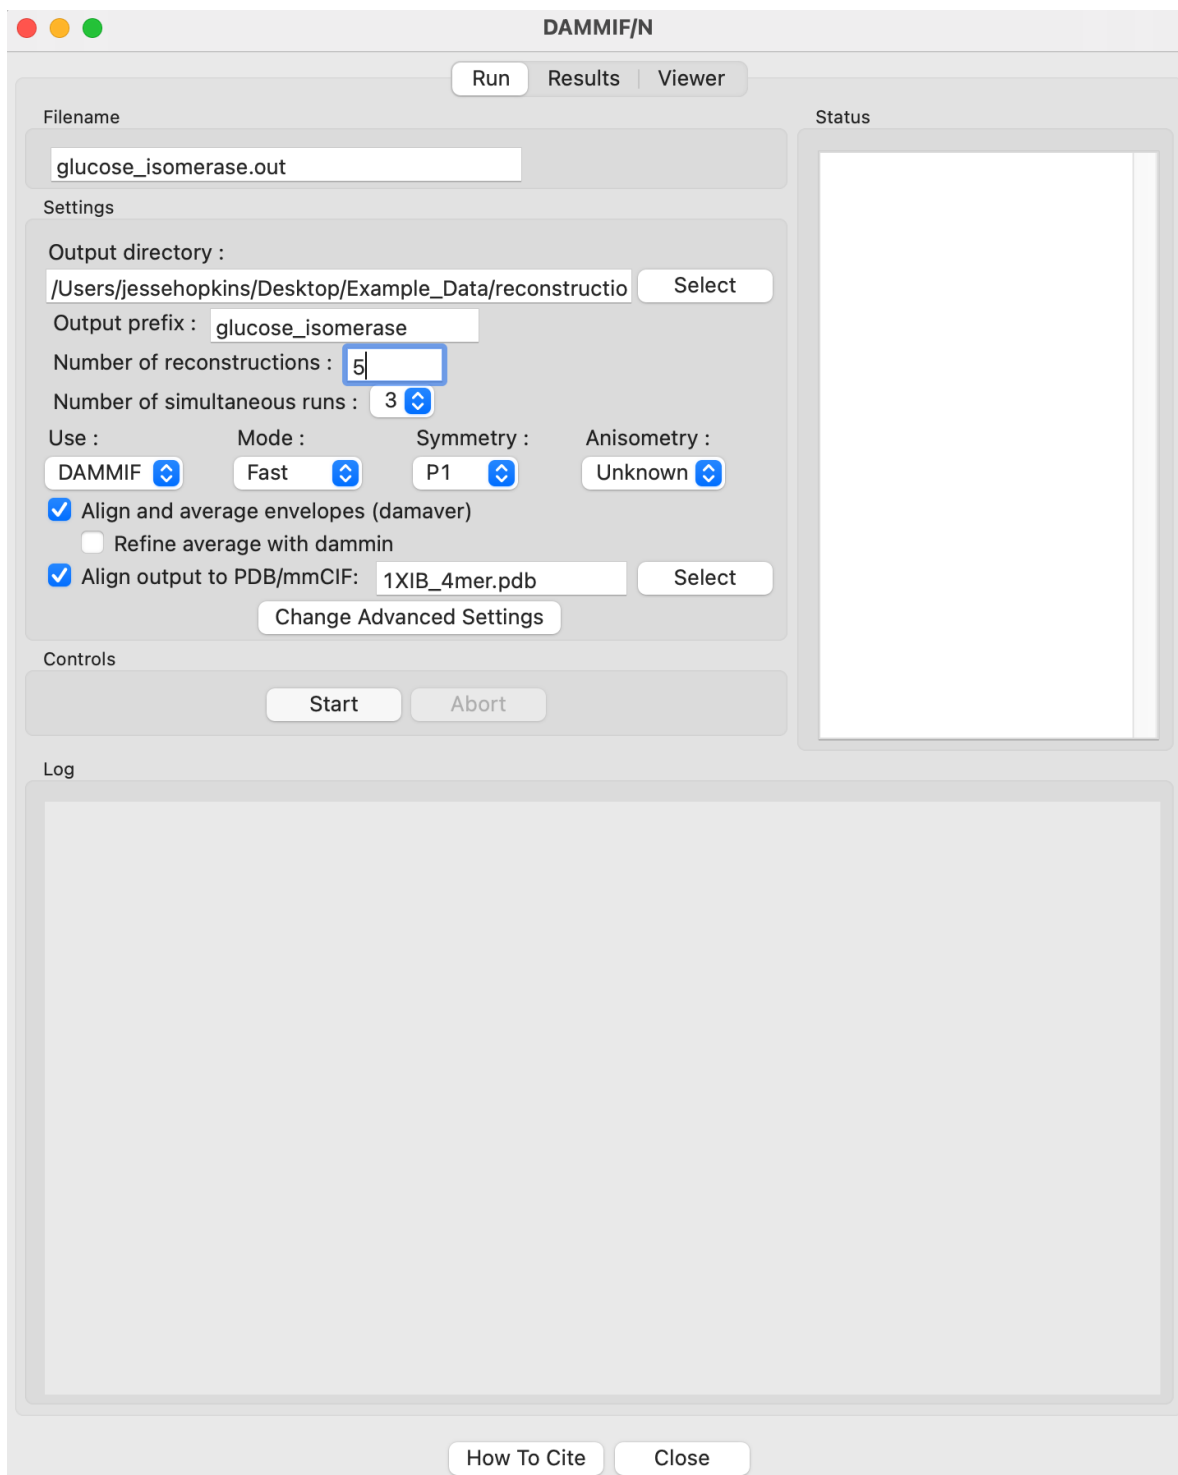 DAMMIF/N
Run Results Viewer
Filename
glucose_isomerase.out
Settings
Output directory :
/Users/jessehopkins/Desktop/Example_Data/reconstructio Select
Output prefix : glucose_isomerase
Number of reconstructions : 5
Number of simultaneous runs : 3
Use : Mode : Symmetry : Anisometry :
DAMMIF Fast P1 Unknown
Align and average envelopes (damaver)
Refine average with dammin
Align output to PDB/mmCIF: 1XIB_4mer.pdb Select
Change Advanced Settings
Controls
Start Abort
Status
Log
How To Cite Close